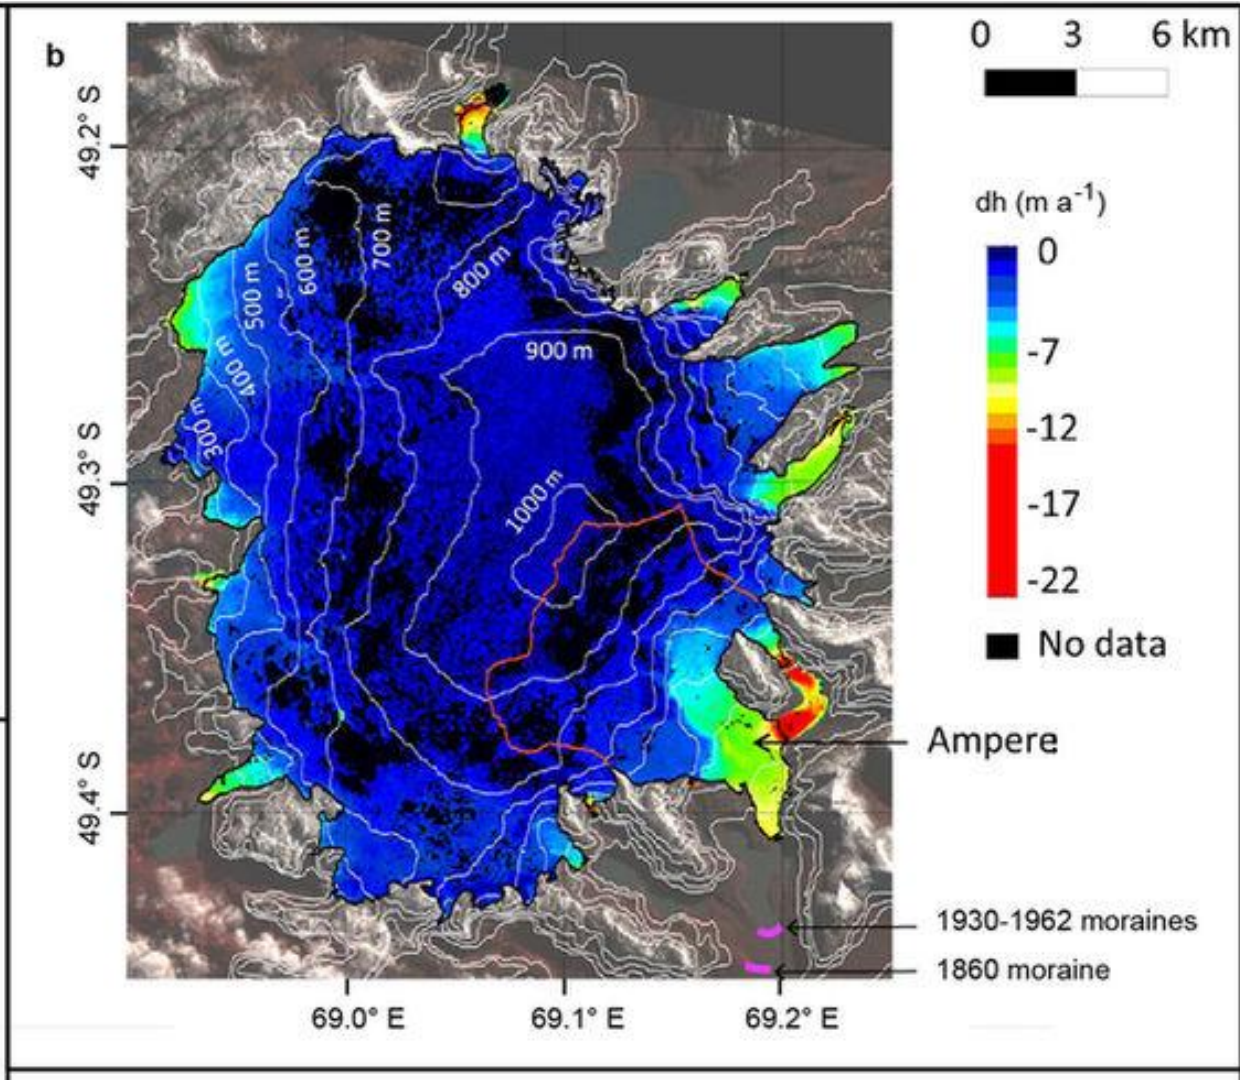 b
0 3 6 km
49.2° S
49.3° S
49.4° S
dh (m a-1)
0
-7
-12
-17
-22
No data
700 m
600 m
800 m
500 m
900 m
400 m
300 m
1000 m
Ampere
1930-1962 moraines
1860 moraine
69.0° E 69.1° E 69.2° E